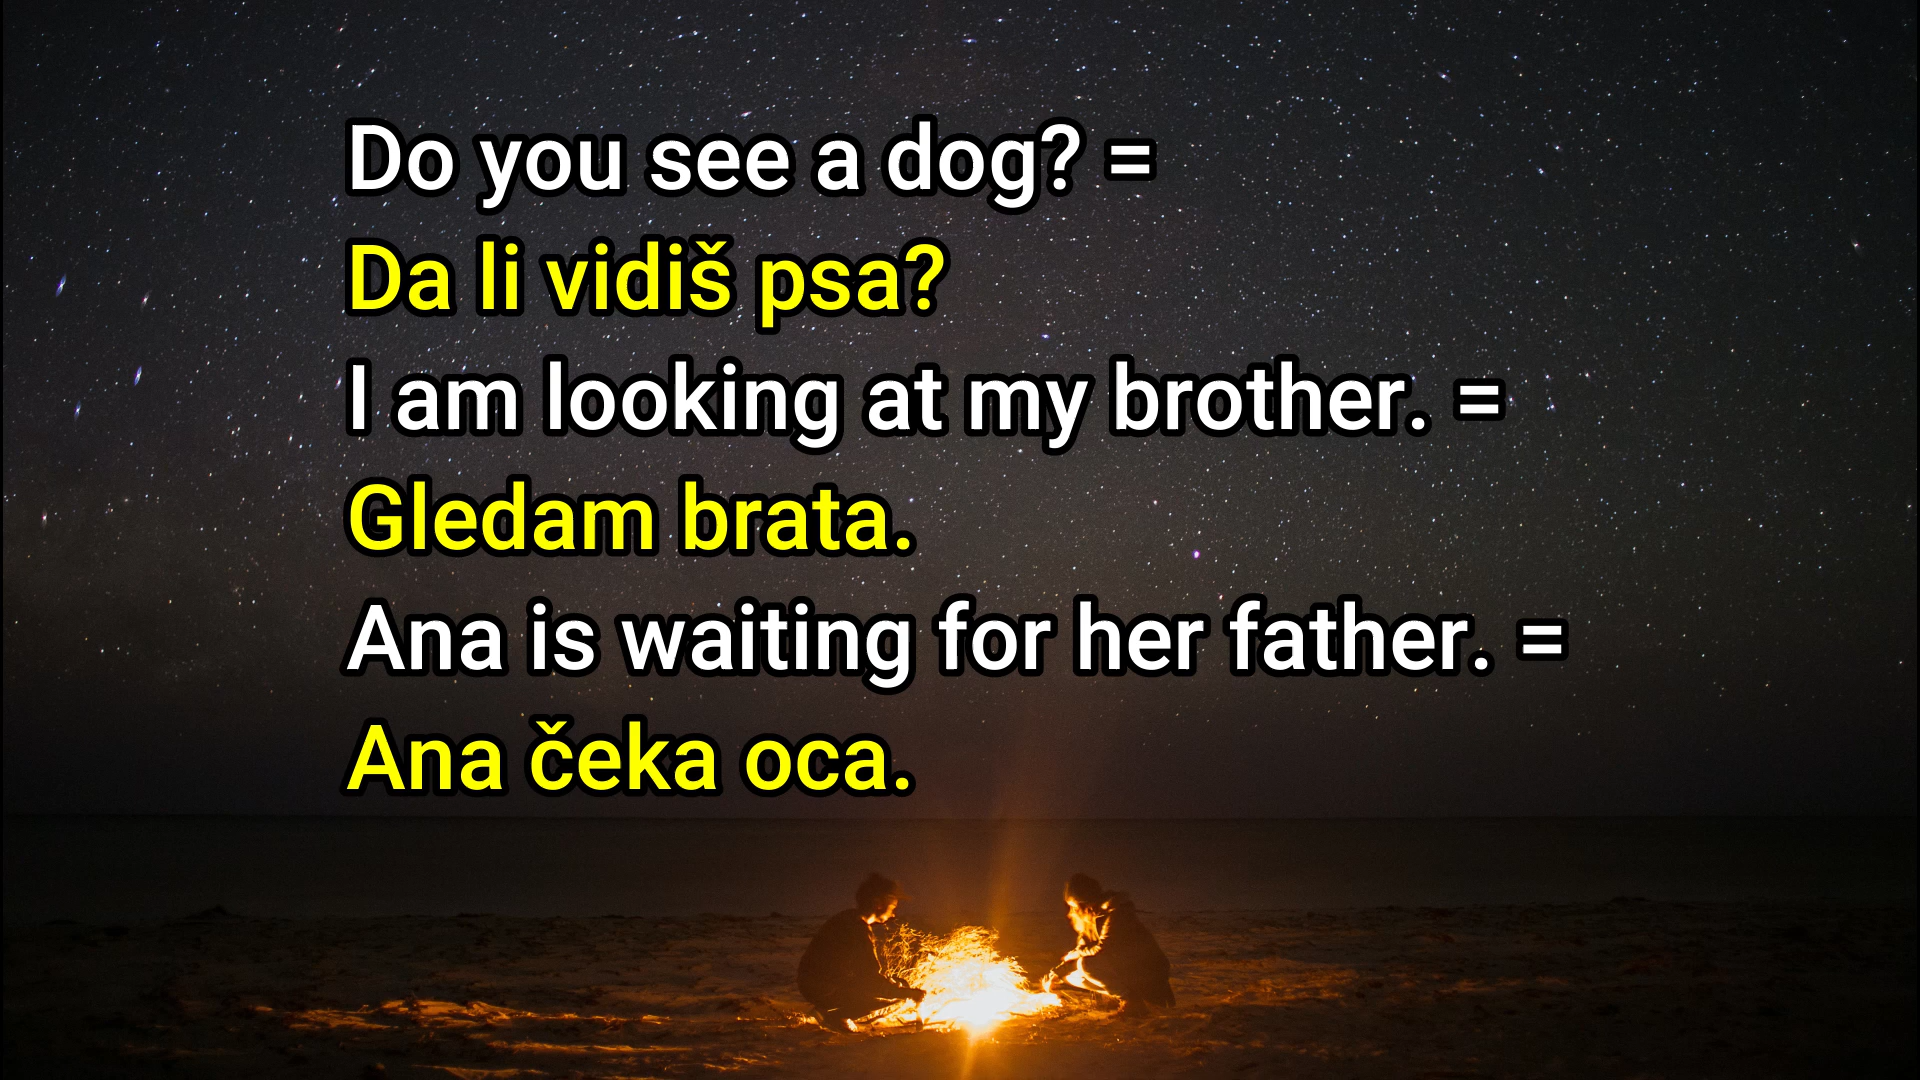 Do you see a dog? =
Da li vidiš psa?
I am looking at my brother. =
Gledam brata.
Ana is waiting for her father. =
Ana čeka oca.